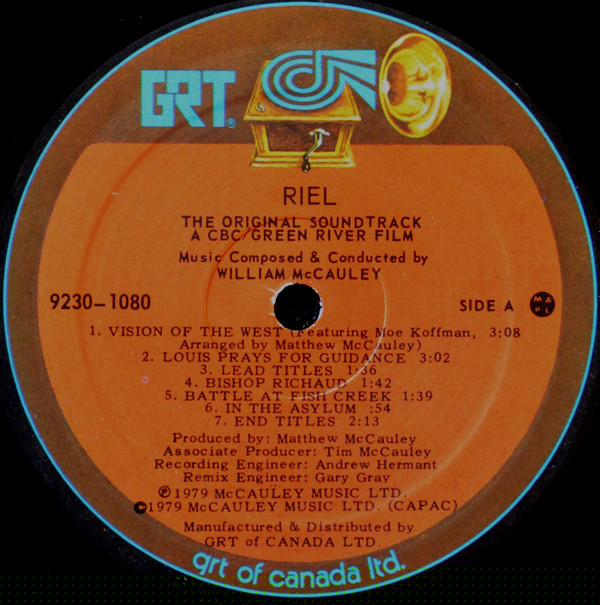 GRT®
RIEL
THE ORIGINAL SOUNDTRACK
A CBC/GREEN RIVER FILM
Music Composed & Conducted by
WILLIAM McCAULEY
9230-1080
SIDE A
MAPL
1. VISION OF THE WEST (Featuring Moe Koffman, 3:08
Arranged by Matthew McCauley)
2. LOUIS PRAYS FOR GUIDANCE 3:02
3. LEAD TITLES 1:36
4. BISHOP RICHAUD 1:42
5. BATTLE AT FISH CREEK 1:39
6. IN THE ASYLUM :54
7. END TITLES 2:13
Produced by: Matthew McCauley
Associate Producer: Tim McCauley
Recording Engineer: Andrew Hermant
Remix Engineer: Gary Gray
℗1979 McCAULEY MUSIC LTD.
©1979 McCAULEY MUSIC LTD. (CAPAC)
Manufactured & Distributed by
GRT of CANADA LTD.
grt of canada ltd.